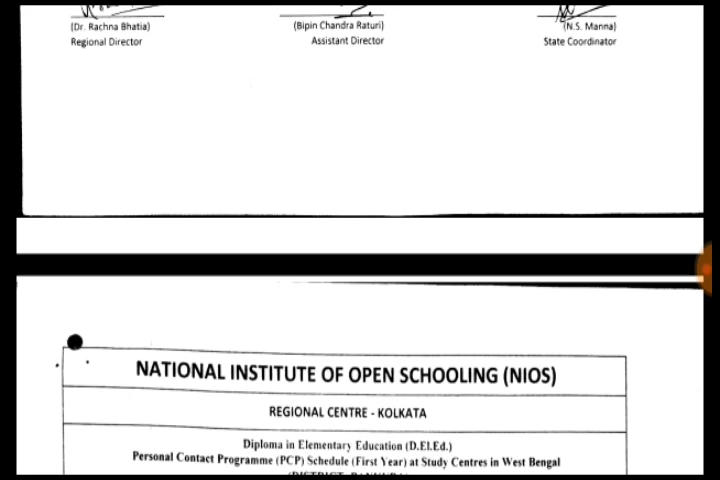 (Dr. Rachna Bhatia) (Bipin Chandra Raturi) (N.S. Manna)
Regional Director Assistant Director State Coordinator
NATIONAL INSTITUTE OF OPEN SCHOOLING (NIOS)
REGIONAL CENTRE - KOLKATA
Diploma in Elementary Education (D.El.Ed.)
Personal Contact Programme (PCP) Schedule (First Year) at Study Centres in West Bengal